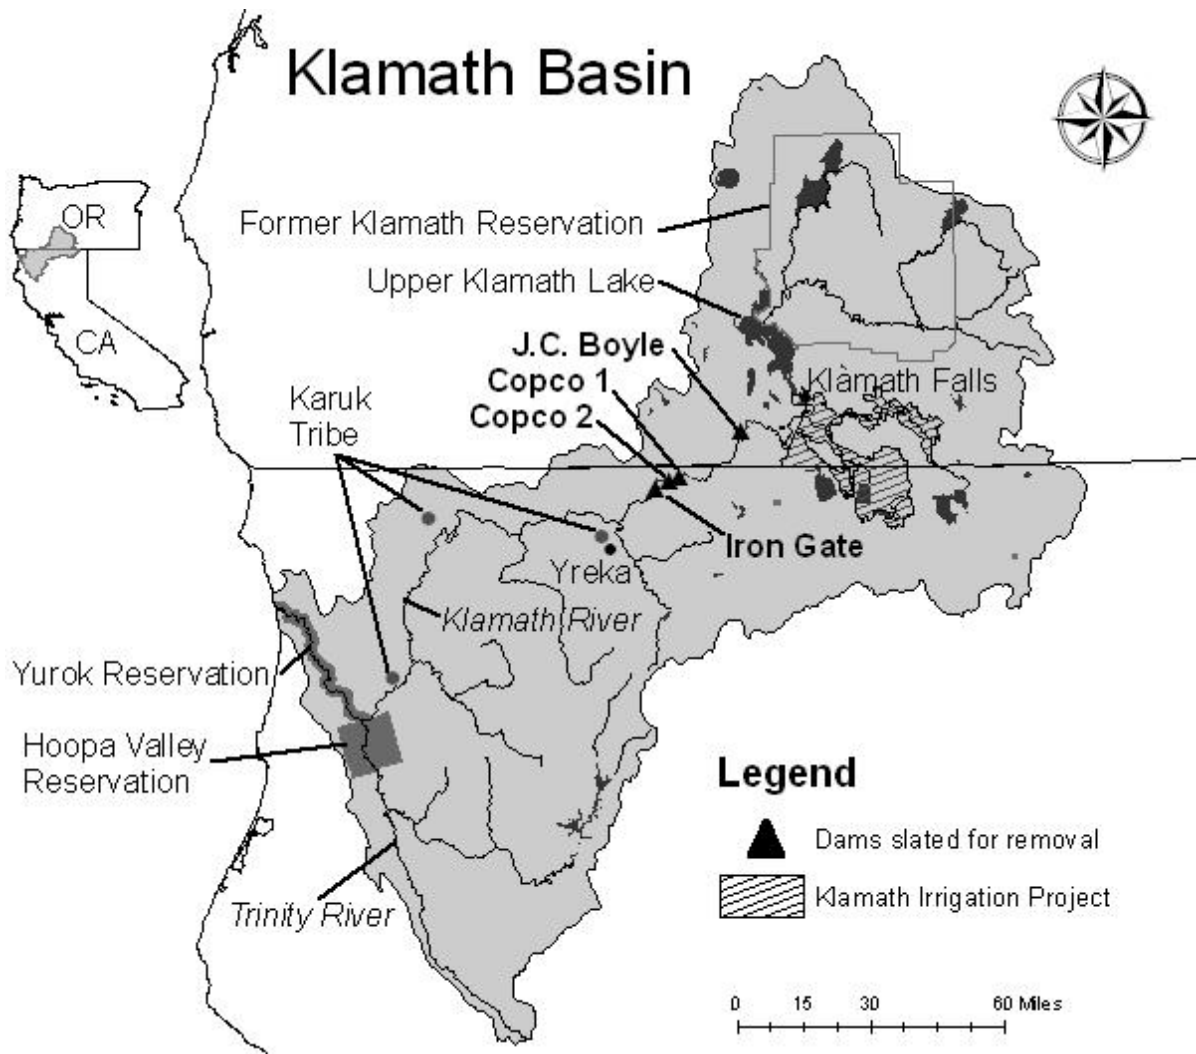 Klamath Basin
OR
CA
Former Klamath Reservation
Upper Klamath Lake
J.C. Boyle
Copco 1
Copco 2
Klamath Falls
Karuk
Tribe
Iron Gate
Yreka
Klamath River
Yurok Reservation
Hoopa Valley
Reservation
Trinity River
Legend
Dams slated for removal
Klamath Irrigation Project
0 15 30 60 Miles